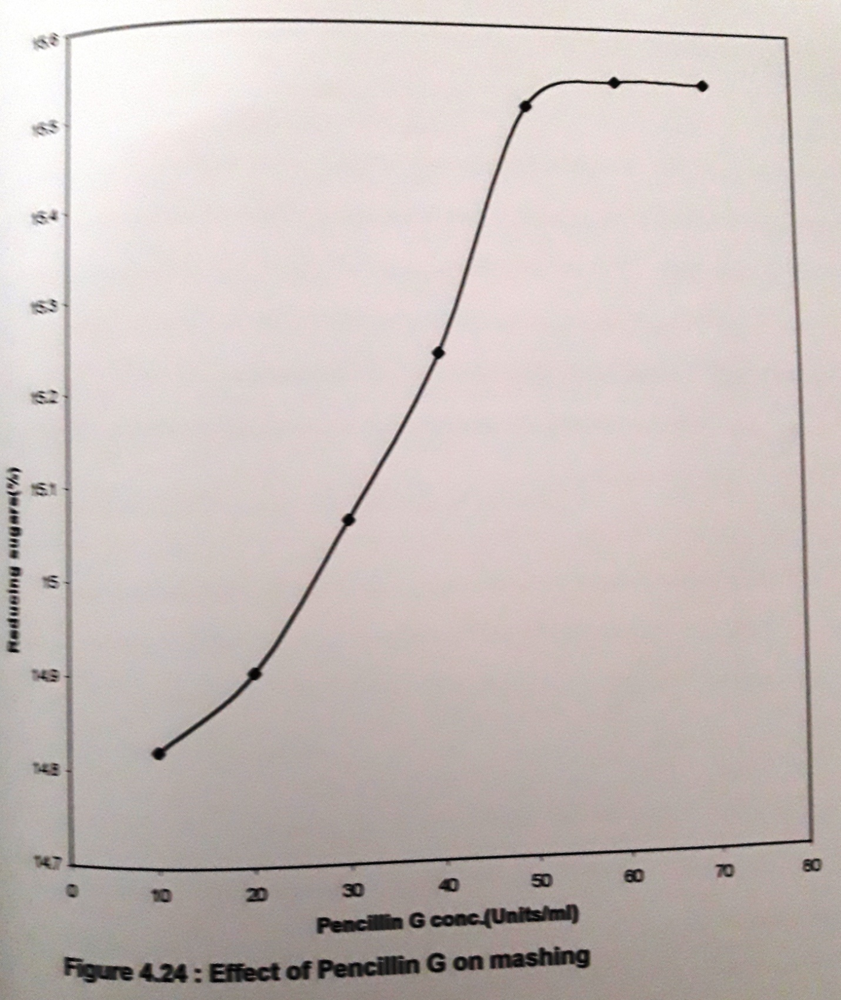 15.6
15.5
15.4
15.3
15.2
15.1
15
14.9
14.8
14.7
0 10 20 30 40 50 60 70 80
Reducing sugars(%)
Pencillin G conc.(Units/ml)
Figure 4.24 : Effect of Pencillin G on mashing